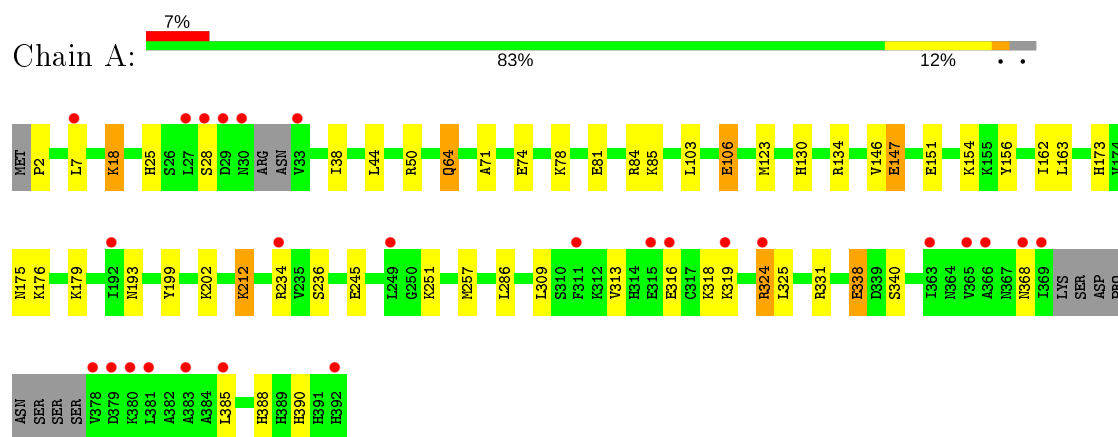 7%
Chain A:
83%
12%
MET P2 L7 K18 H25 S26 L27 S28 D29 N30 ARG ASN V33 I38 L44 R50 Q64 A71 E74 K78 E81 R84 K85 L103 E106 M123 H130 R134 V146 E147 E151 K154 K155 Y156 I162 L163 H173 V174
N175 K176 K179 I192 N193 Y199 K202 K212 R234 V235 S236 E245 L249 G250 K251 M257 L286 L309 S310 F311 K312 V313 H314 E315 E316 C317 K318 K319 R324 L325 R331 E338 D339 S340 I363 N364 V365 A366 N367 N368 I369 LYS SER ASP PRO
ASN SER SER SER V378 D379 K380 L381 A382 A383 A384 L385 H388 H389 H390 H391 H392